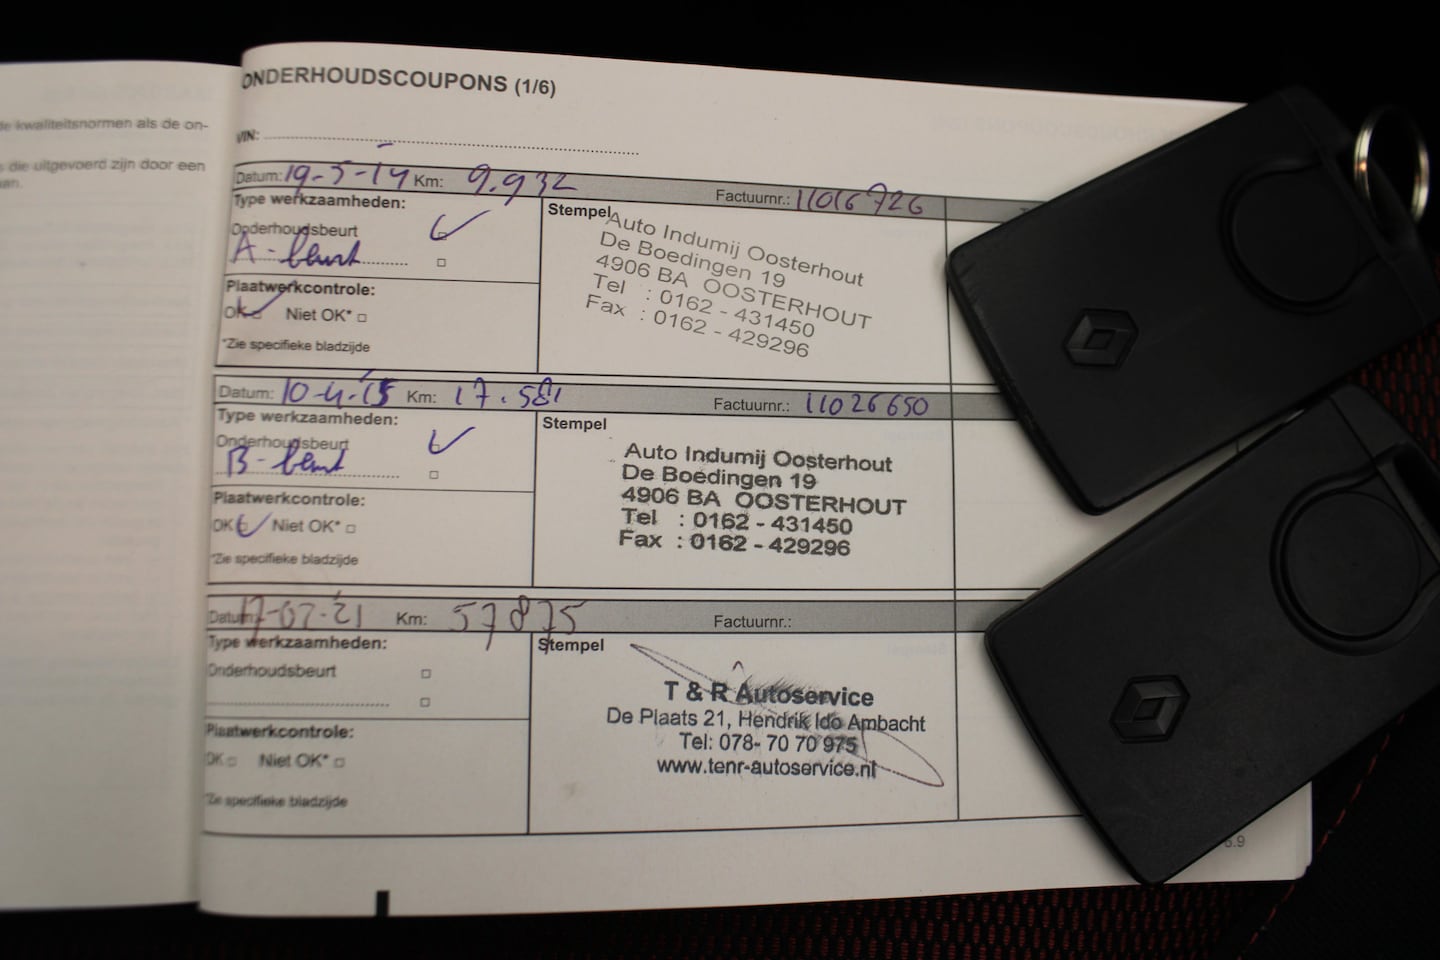 de kwaliteitsnormen als de on-
die uitgevoerd zijn door een
ONDERHOUDSCOUPONS (1/6)
VIN:
Datum: 19-5-14 Km: 9.932 Factuurnr.: 11016726
Type werkzaamheden:
Onderhoudsbeurt
A-beurt
Plaatwerkcontrole:
OK Niet OK*
*Zie specifieke bladzijde
Stempel
Auto Indumij Oosterhout
De Boedingen 19
4906 BA OOSTERHOUT
Tel : 0162 - 431450
Fax : 0162 - 429296
Datum: 10-4-15 Km: 17.581 Factuurnr.: 11026650
Type werkzaamheden:
Onderhoudsbeurt
B-beurt
Plaatwerkcontrole:
OK Niet OK*
*Zie specifieke bladzijde
Stempel
Auto Indumij Oosterhout
De Boedingen 19
4906 BA OOSTERHOUT
Tel : 0162 - 431450
Fax : 0162 - 429296
Datum: 17-07-21 Km: 57875 Factuurnr.:
Type werkzaamheden:
Onderhoudsbeurt
Plaatwerkcontrole:
OK Niet OK*
*Zie specifieke bladzijde
Stempel
T & R Autoservice
De Plaats 21, Hendrik Ido Ambacht
Tel: 078- 70 70 975
www.tenr-autoservice.nl